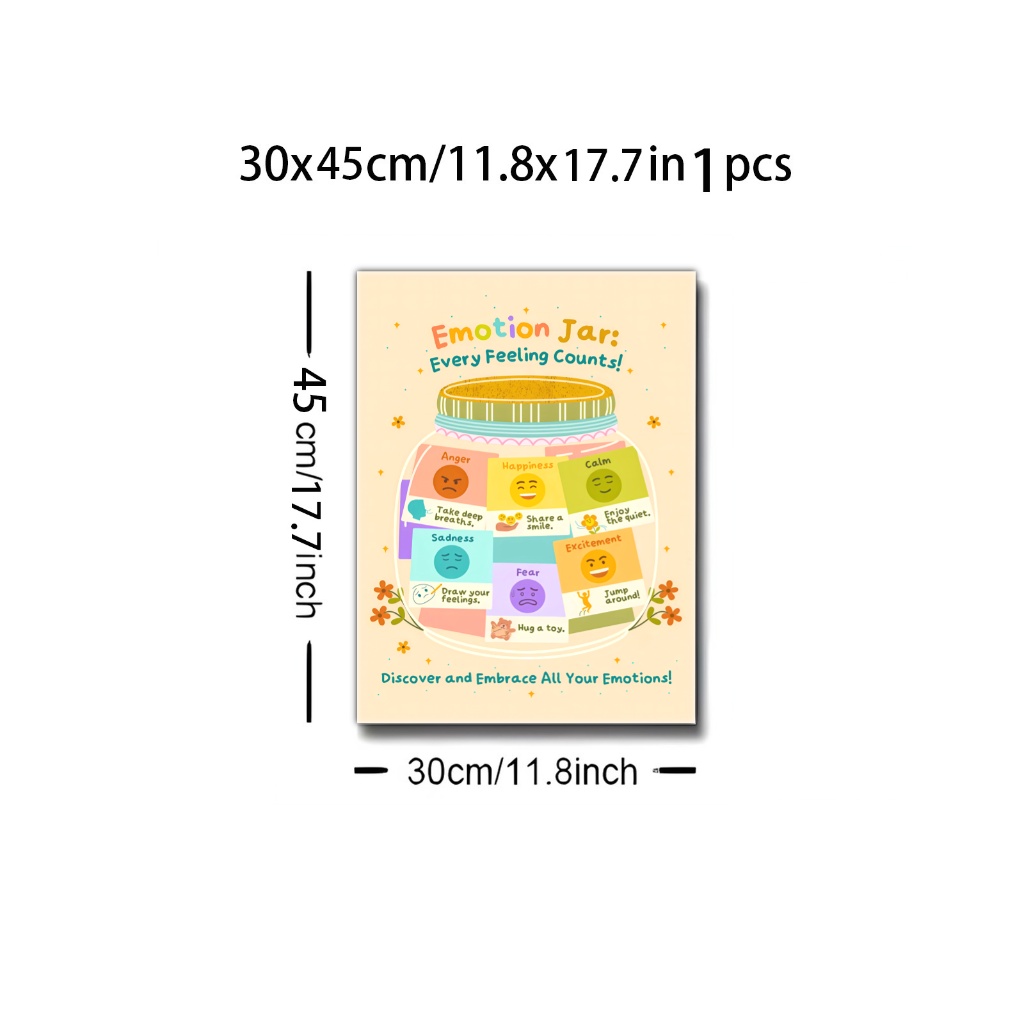 30x45cm/11.8x17.7in 1 pcs
45 cm/17.7inch
Emotion Jar:
Every Feeling Counts!
Anger
Take deep
breaths.
Happiness
Share a
smile.
Calm
Enjoy
the quiet.
Sadness
Draw your
feelings.
Fear
Hug a toy.
Excitement
Jump
around!
Discover and Embrace All Your Emotions!
30cm/11.8inch